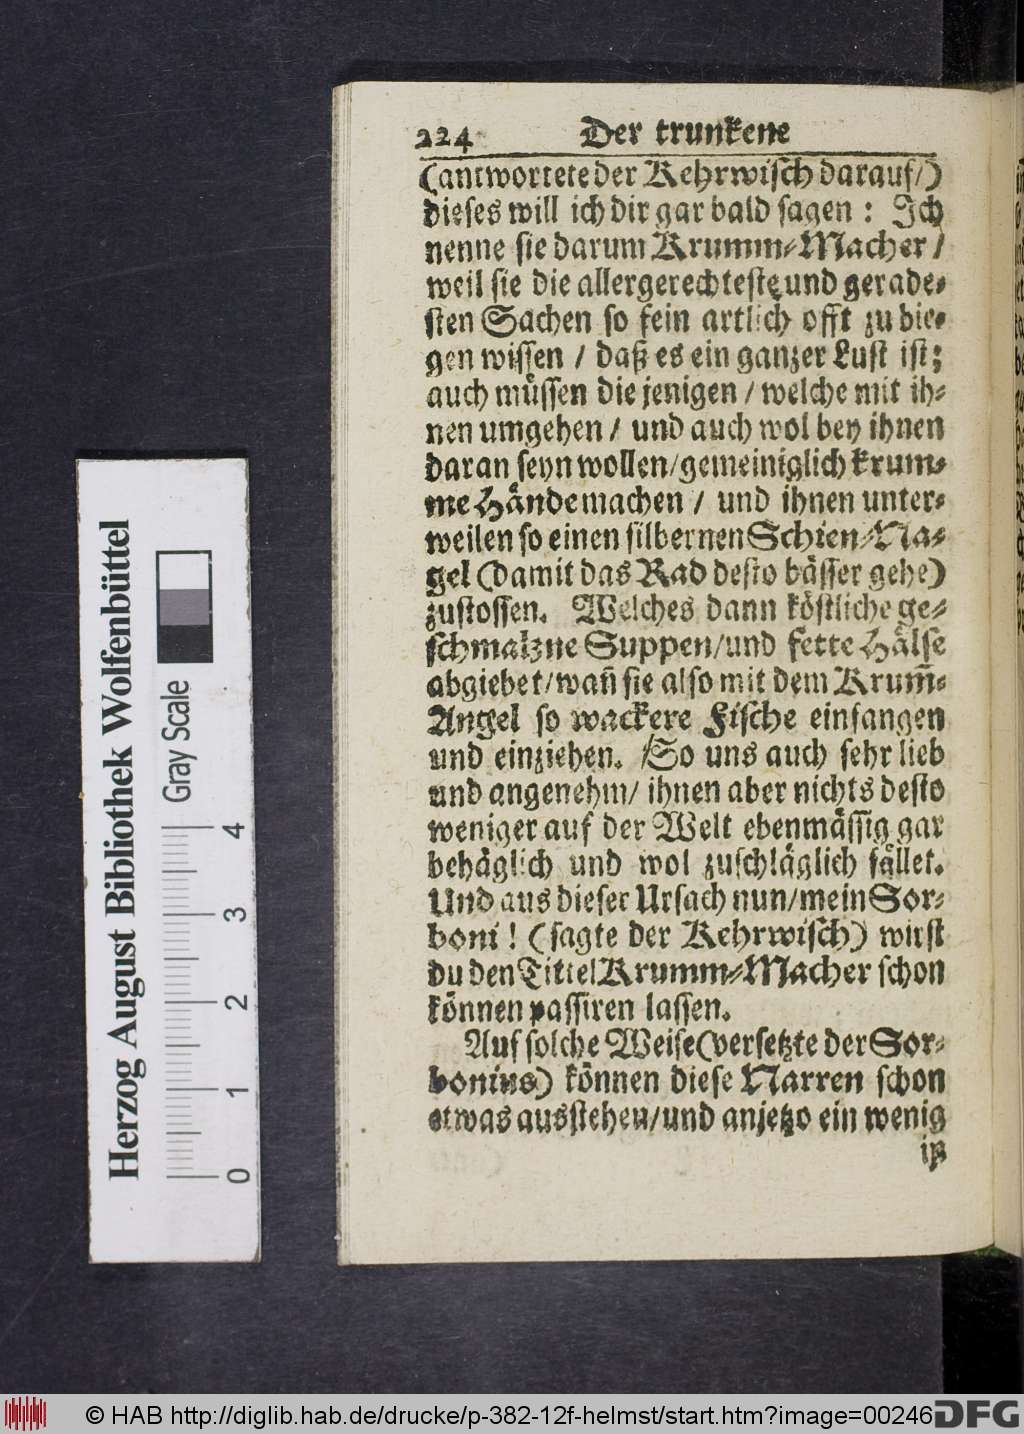 224 Der trunkene
(antwortete der Kehrwisch darauf/)
dieses will ich dir gar bald sagen: Ich
nenne sie darum Krumm-Macher/
weil sie die allergerechteste und gerade-
sten Sachen so fein artlich offt zu bie-
gen wissen / daß es ein ganzer Lust ist;
auch müssen die jenigen / welche mit ih-
nen umgehen / und auch wol bey ihnen
daran seyn wollen/gemeiniglich krum-
me Hände machen / und ihnen unter-
weilen so einen silbernen Schien-Na-
gel (damit das Rad desto bässer gehe)
zustossen. Welches dann köstliche ge-
schmalzne Suppen/und fette Hälse
abgiebet/wañ sie also mit dem Krum̃-
Angel so wackere Fische einfangen
und einziehen. /So uns auch sehr lieb
und angenehm/ ihnen aber nichts desto
weniger auf der Welt ebenmässig gar
behäglich und wol zuschläglich fället.
Und aus dieser Ursach nun/mein Sor-
boni! (sagte der Kehrwisch) wirst
du den Tittel Krumm-Macher schon
können passiren lassen.
Auf solche Weise (versetzte der Sor-
bonius) können diese Narren schon
etwas ausstehen/und anjetzo ein wenig
in
Herzog August Bibliothek Wolfenbüttel
Gray Scale
0 1 2 3 4
© HAB http://diglib.hab.de/drucke/p-382-12f-helmst/start.htm?image=00246
DFG